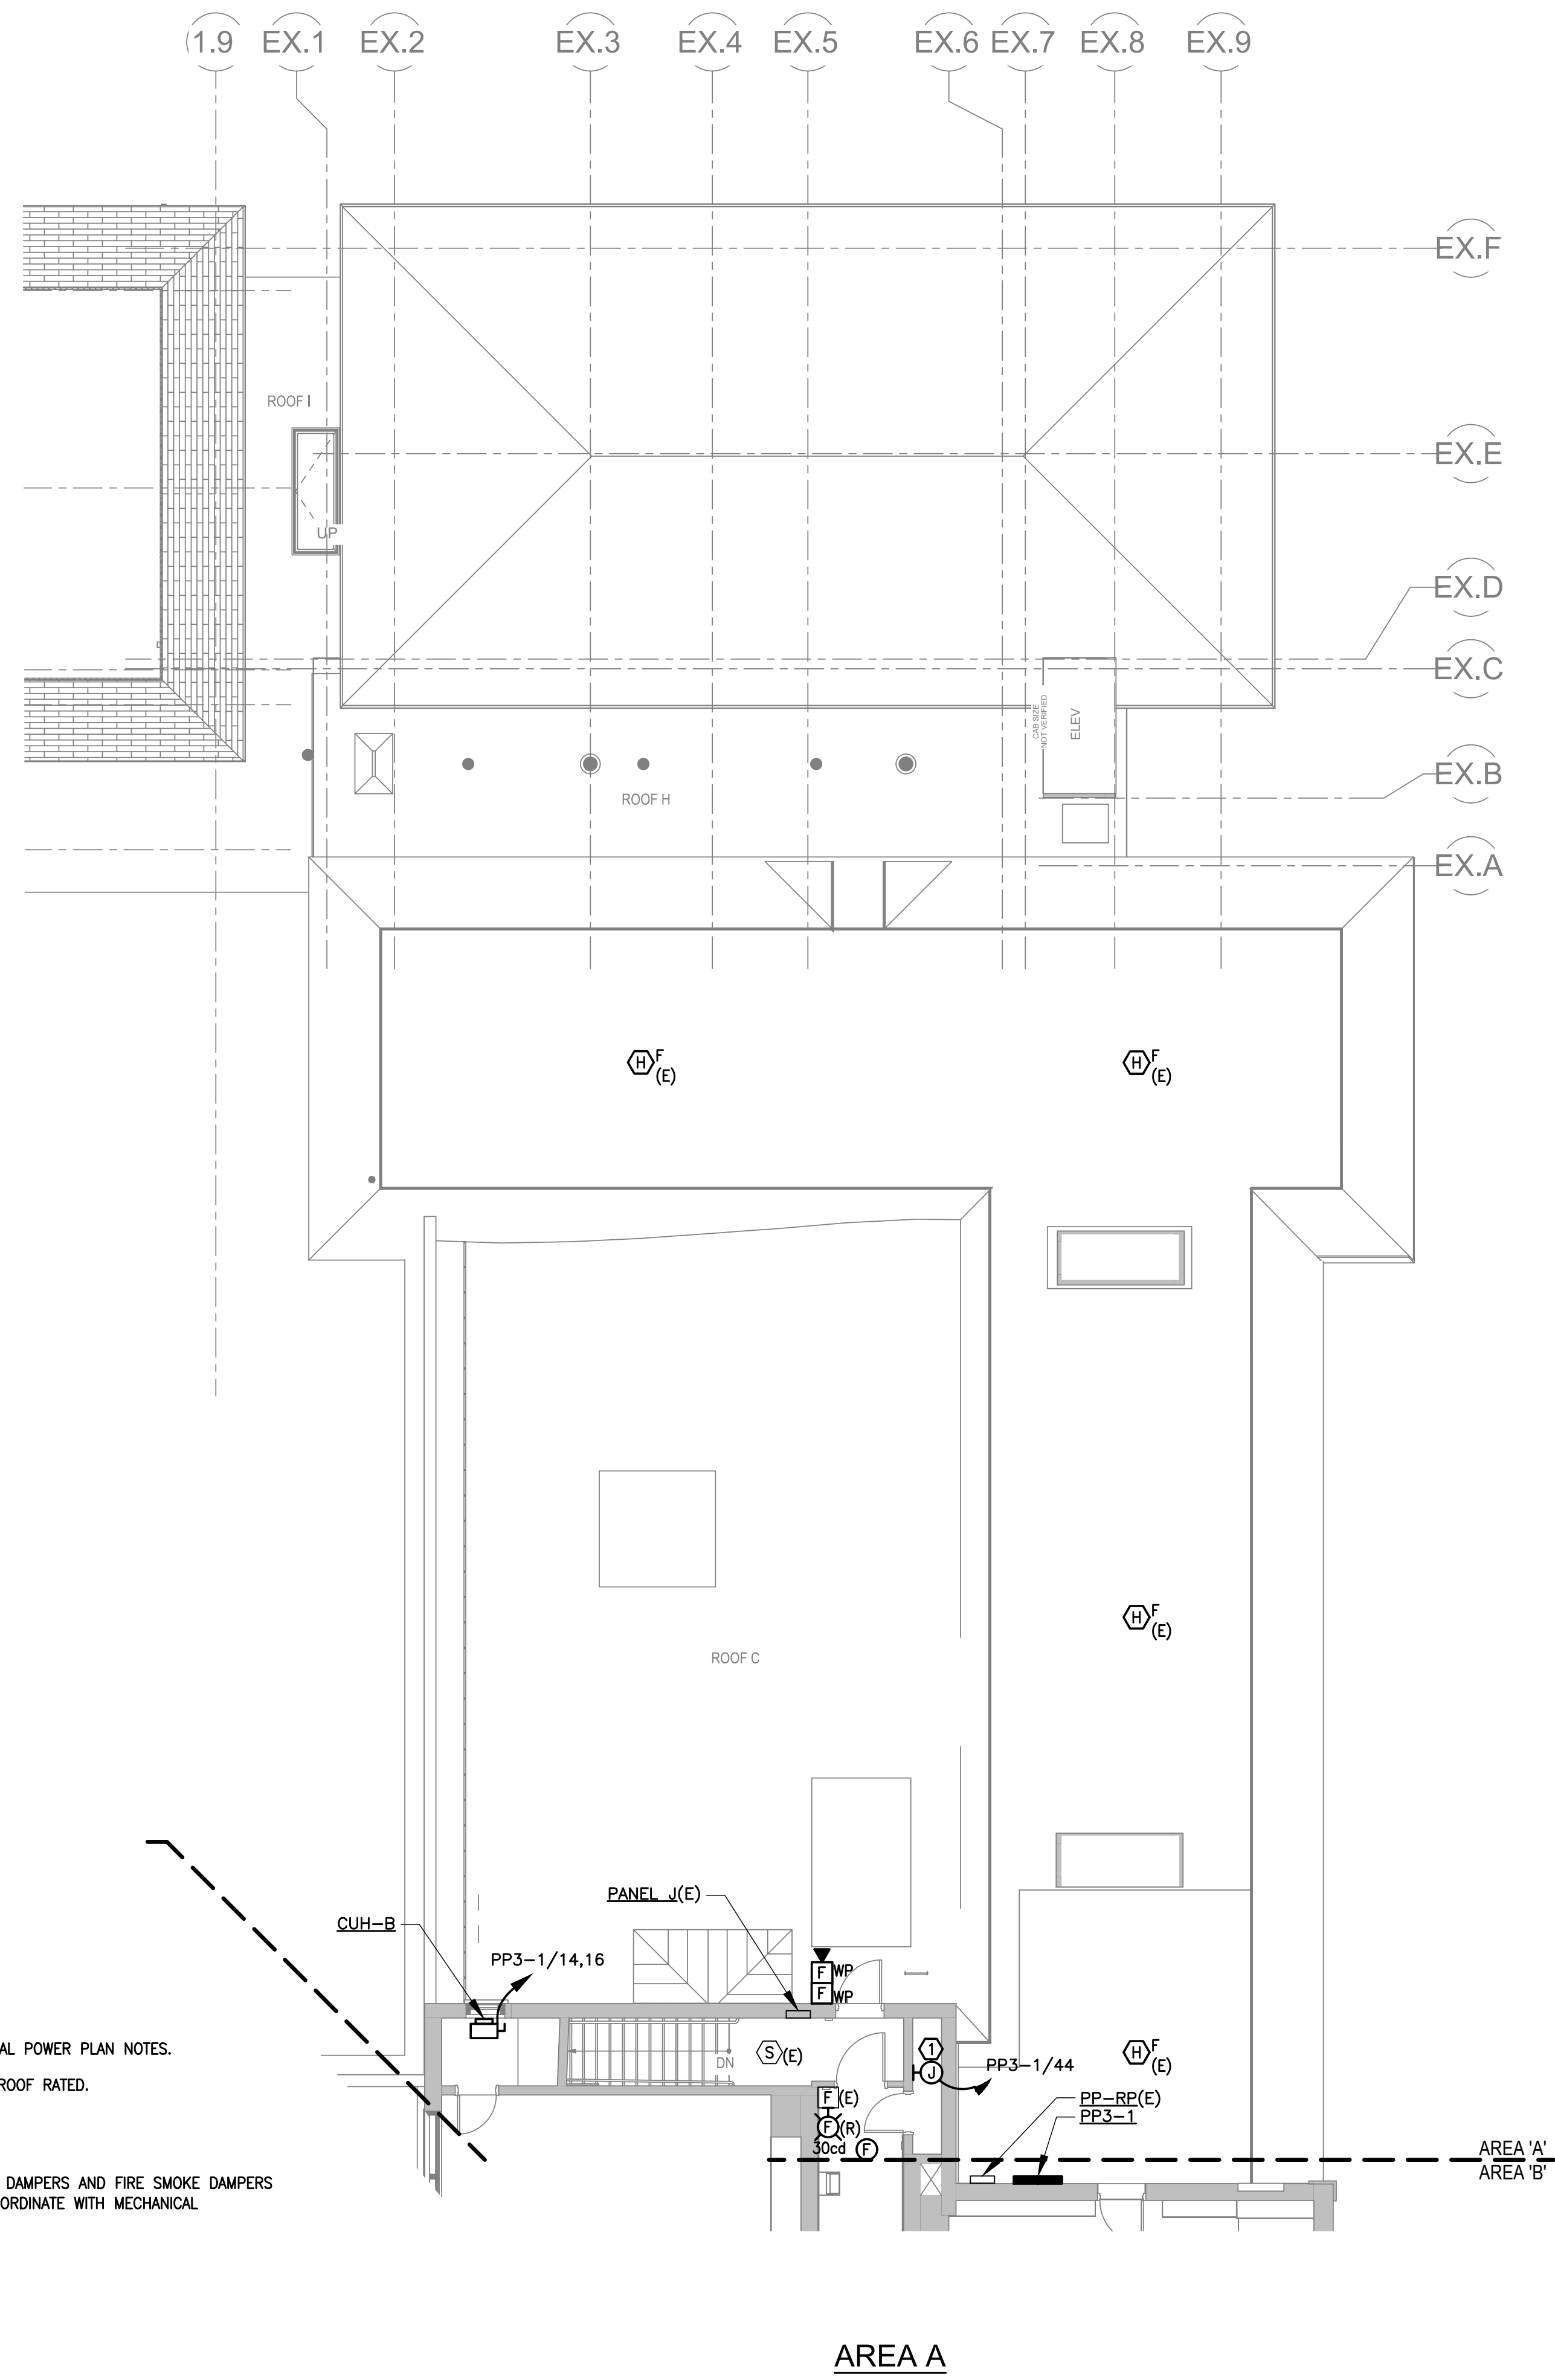 1.9 EX.1 EX.2 EX.3 EX.4 EX.5 EX.6 EX.7 EX.8 EX.9
EX.F
ROOF I
EX.E
UP
EX.D
EX.C
CAB SIZE
NOT VERIFIED
ELEV
EX.B
ROOF H
EX.A
H F
(E)
H F
(E)
H F
(E)
ROOF C
PANEL J(E)
CUH-B
PP3-1/14,16
F WP
F WP
DN
S (E)
1
J
PP3-1/44
H F
(E)
AL POWER PLAN NOTES.
ROOF RATED.
F (E)
F (R)
30cd F
PP-RP(E)
PP3-1
AREA 'A'
AREA 'B'
DAMPERS AND FIRE SMOKE DAMPERS
ORDINATE WITH MECHANICAL
AREA A